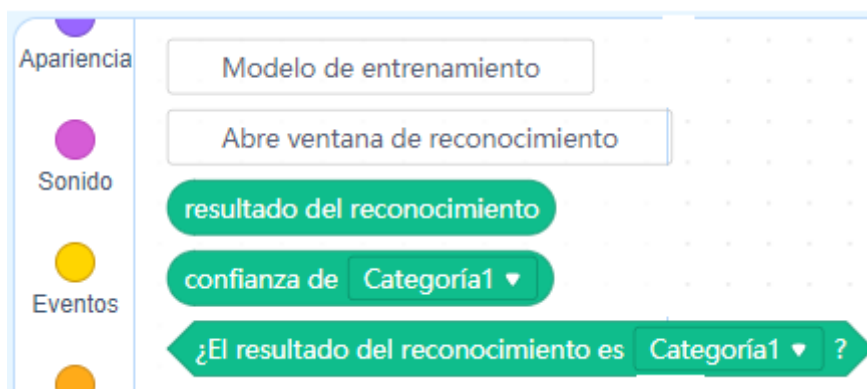 Apariencia
Modelo de entrenamiento
Abre ventana de reconocimiento
Sonido
resultado del reconocimiento
confianza de Categoría1
Eventos
¿El resultado del reconocimiento es Categoría1 ?